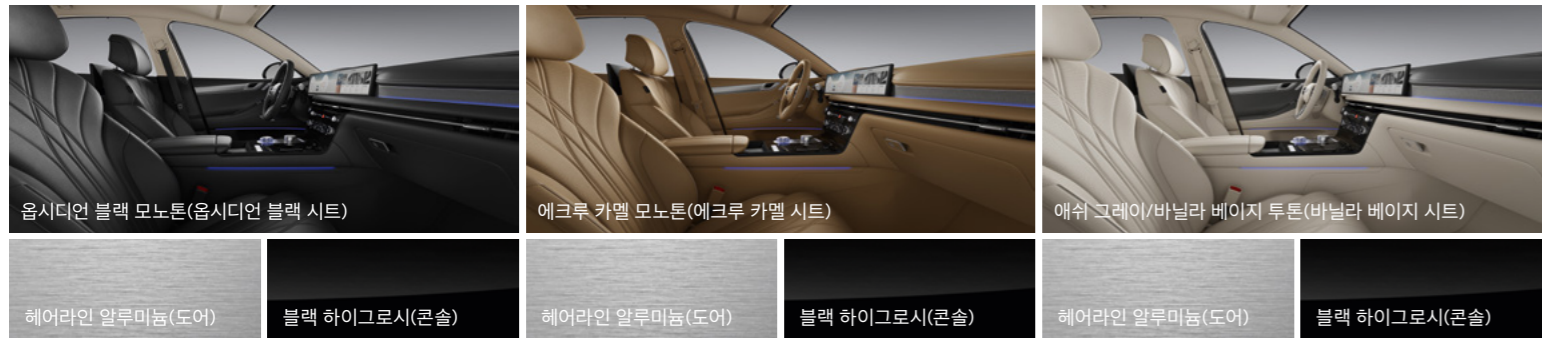 옵시디언 블랙 모노톤(옵시디언 블랙 시트)
에크루 카멜 모노톤(에크루 카멜 시트)
애쉬 그레이/바닐라 베이지 투톤(바닐라 베이지 시트)
헤어라인 알루미늄(도어)
블랙 하이그로시(콘솔)
헤어라인 알루미늄(도어)
블랙 하이그로시(콘솔)
헤어라인 알루미늄(도어)
블랙 하이그로시(콘솔)